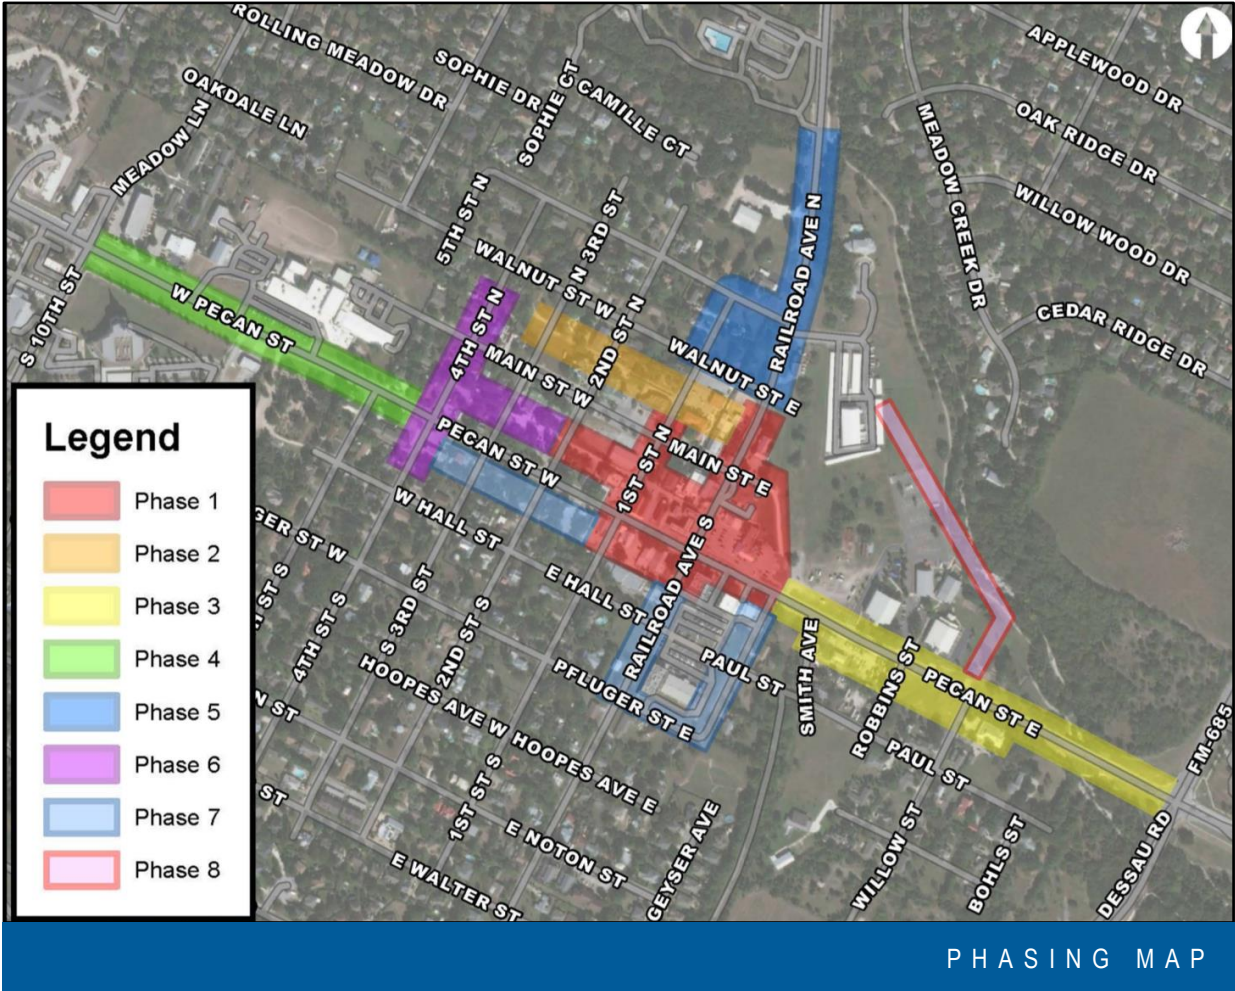 ROLLING MEADOW DR
SOPHIE DR
SOPHIE CT
CAMILLE CT
APPLEWOOD DR
OAKDALE LN
MEADOW LN
OAK RIDGE DR
MEADOW CREEK DR
WILLOW WOOD DR
5TH ST N
N 3RD ST
RAILROAD AVE N
WALNUT ST W
S 10TH ST
W PECAN ST
4TH ST N
2ND ST N
CEDAR RIDGE DR
MAIN ST W
WALNUT ST E
Legend
Phase 1
Phase 2
Phase 3
Phase 4
Phase 5
Phase 6
Phase 7
Phase 8
PECAN ST W
1ST ST N
MAIN ST E
W HALL ST
GER ST W
E HALL ST
RAILROAD AVE S
ST S
4TH ST S
S 3RD ST
2ND ST S
PAUL ST
SMITH AVE
ROBBINS ST
PECAN ST E
HOOPES AVE W
PFLUGER ST E
N ST
HOOPES AVE E
PAUL ST
FM-685
ST
1ST ST S
E NOTON ST
E WALTER ST
GEYSER AVE
WILLOW ST
BOHLS ST
DESSAU RD
PHASING MAP